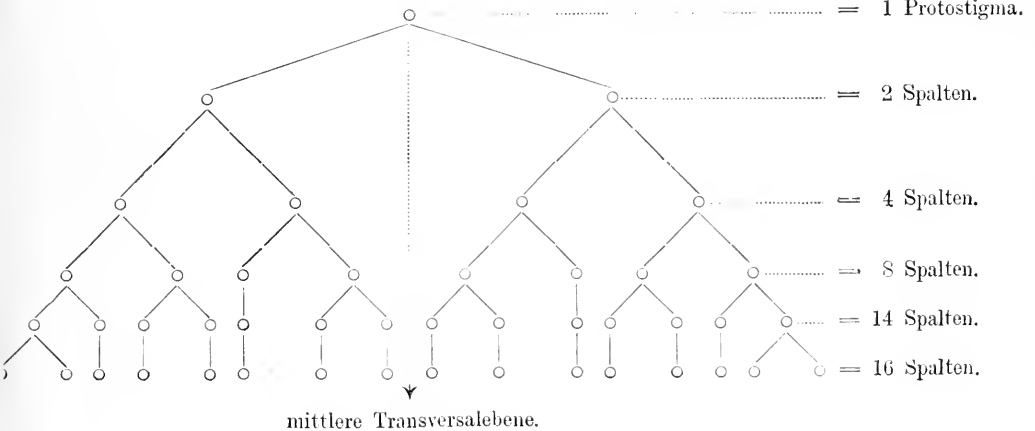 = 1 Protostigma.
= 2 Spalten.
= 4 Spalten.
= 8 Spalten.
= 14 Spalten.
= 16 Spalten.
mittlere Transversalebene.